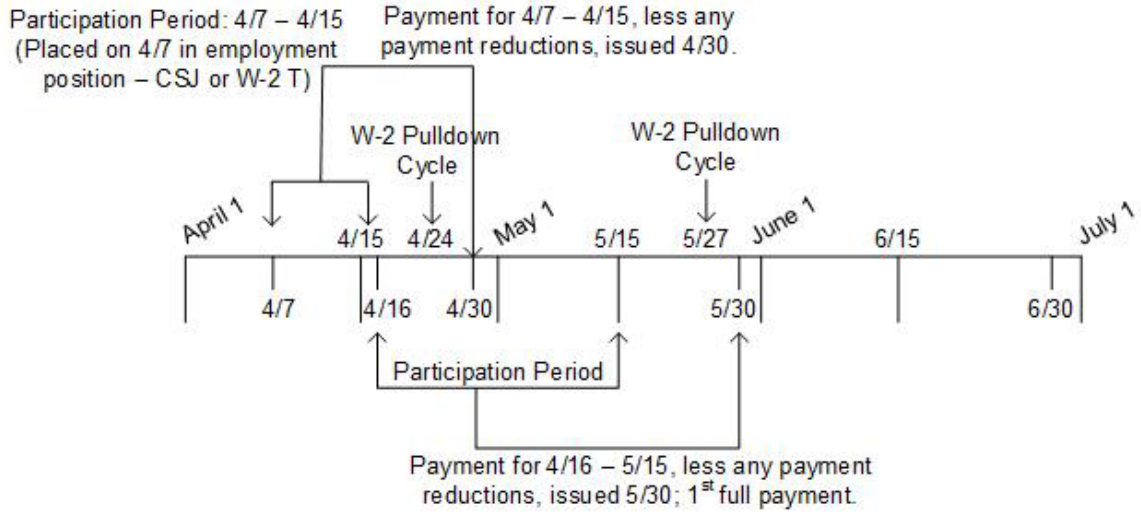 Participation Period: 4/7 – 4/15
(Placed on 4/7 in employment
position – CSJ or W-2 T)
Payment for 4/7 – 4/15, less any
payment reductions, issued 4/30.
W-2 Pulldown
Cycle
W-2 Pulldown
Cycle
April 1
4/15
4/24
May 1
5/15
5/27
June 1
6/15
July 1
4/7
4/16
4/30
5/30
6/30
Participation Period
Payment for 4/16 – 5/15, less any payment
reductions, issued 5/30; 1st full payment.